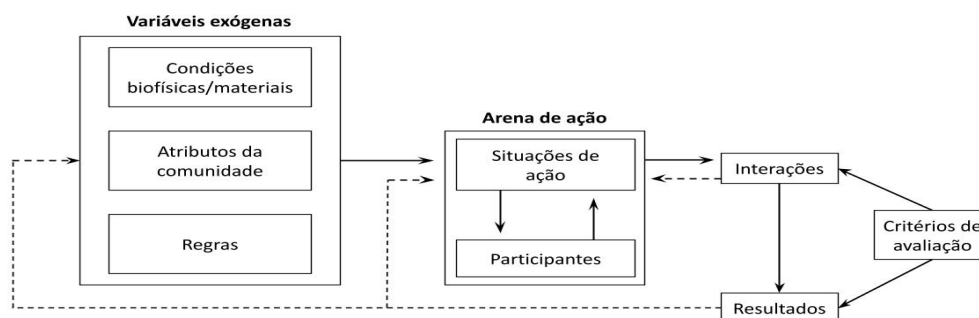 Variáveis exógenas
Condições
biofísicas/materiais
Atributos da
comunidade
Regras
Arena de ação
Situações de
ação
Participantes
Interações
Resultados
Critérios de
avaliação